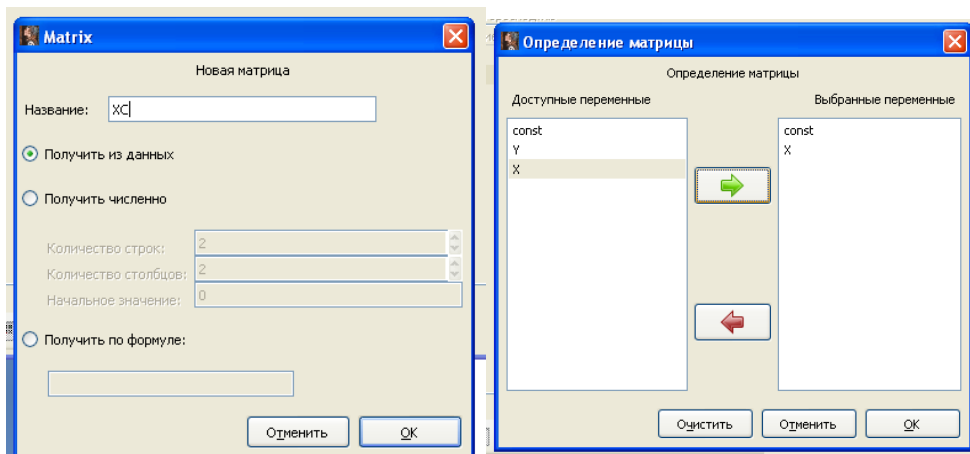 Matrix
Новая матрица
Название: XC
Получить из данных
Получить численно
Количество строк: 2
Количество столбцов: 2
Начальное значение: 0
Получить по формуле:
Отменить OK
Определение матрицы
Определение матрицы
Доступные переменные Выбранные переменные
const const
Y X
X
Очистить Отменить OK